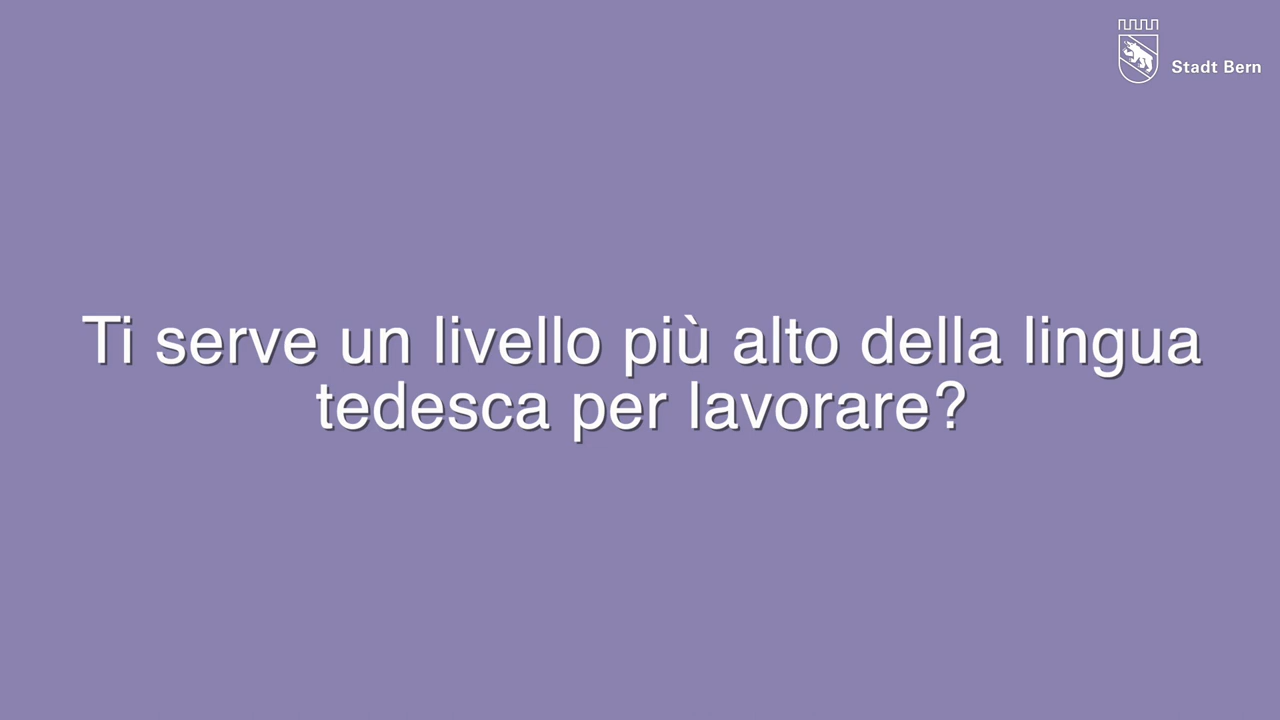 Stadt Bern
Ti serve un livello più alto della lingua
tedesca per lavorare?